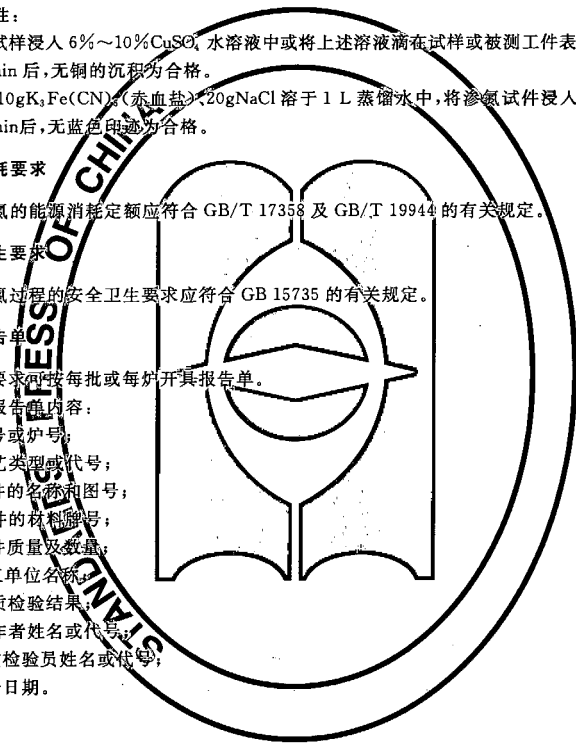 性:
试样浸入6%~10%CuSO₄ 水溶液中或将上述溶液滴在试样或被测工件表
min 后,无铜的沉积为合格。
10gK₃Fe(CN)₆(赤血盐)、20gNaCl 溶于 1 L 蒸馏水中,将渗氮试件浸入
min后,无蓝色印迹为合格。
耗要求
氮的能源消耗定额应符合 GB/T 17358 及 GB/T 19944 的有关规定。
生要求
氮过程的安全卫生要求应符合 GB 15735 的有关规定。
告单
要求可按每批或每炉开具报告单。
报告单内容:
号或炉号;
艺类型或代号;
件的名称和图号;
件的材料牌号;
件质量及数量;
单位名称;
质检验结果;
作者姓名或代号;
检验员姓名或代号;
日期。
STANDARDS PRESS OF CHINA